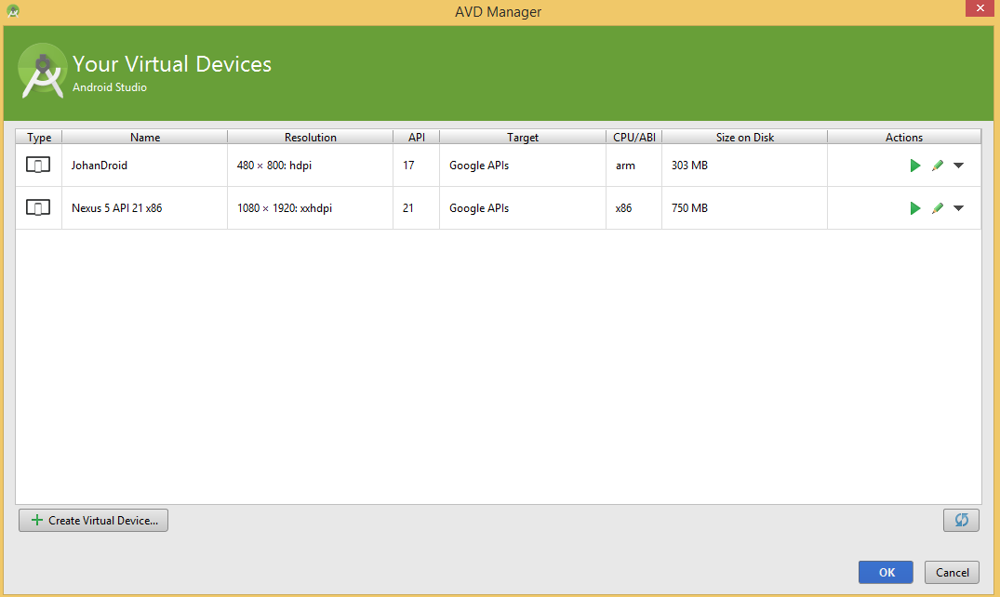 AVD Manager
Your Virtual Devices
Android Studio
Type Name Resolution API Target CPU/ABI Size on Disk Actions
JohanDroid 480 × 800: hdpi 17 Google APIs arm 303 MB
Nexus 5 API 21 x86 1080 × 1920: xxhdpi 21 Google APIs x86 750 MB
Create Virtual Device...
OK Cancel